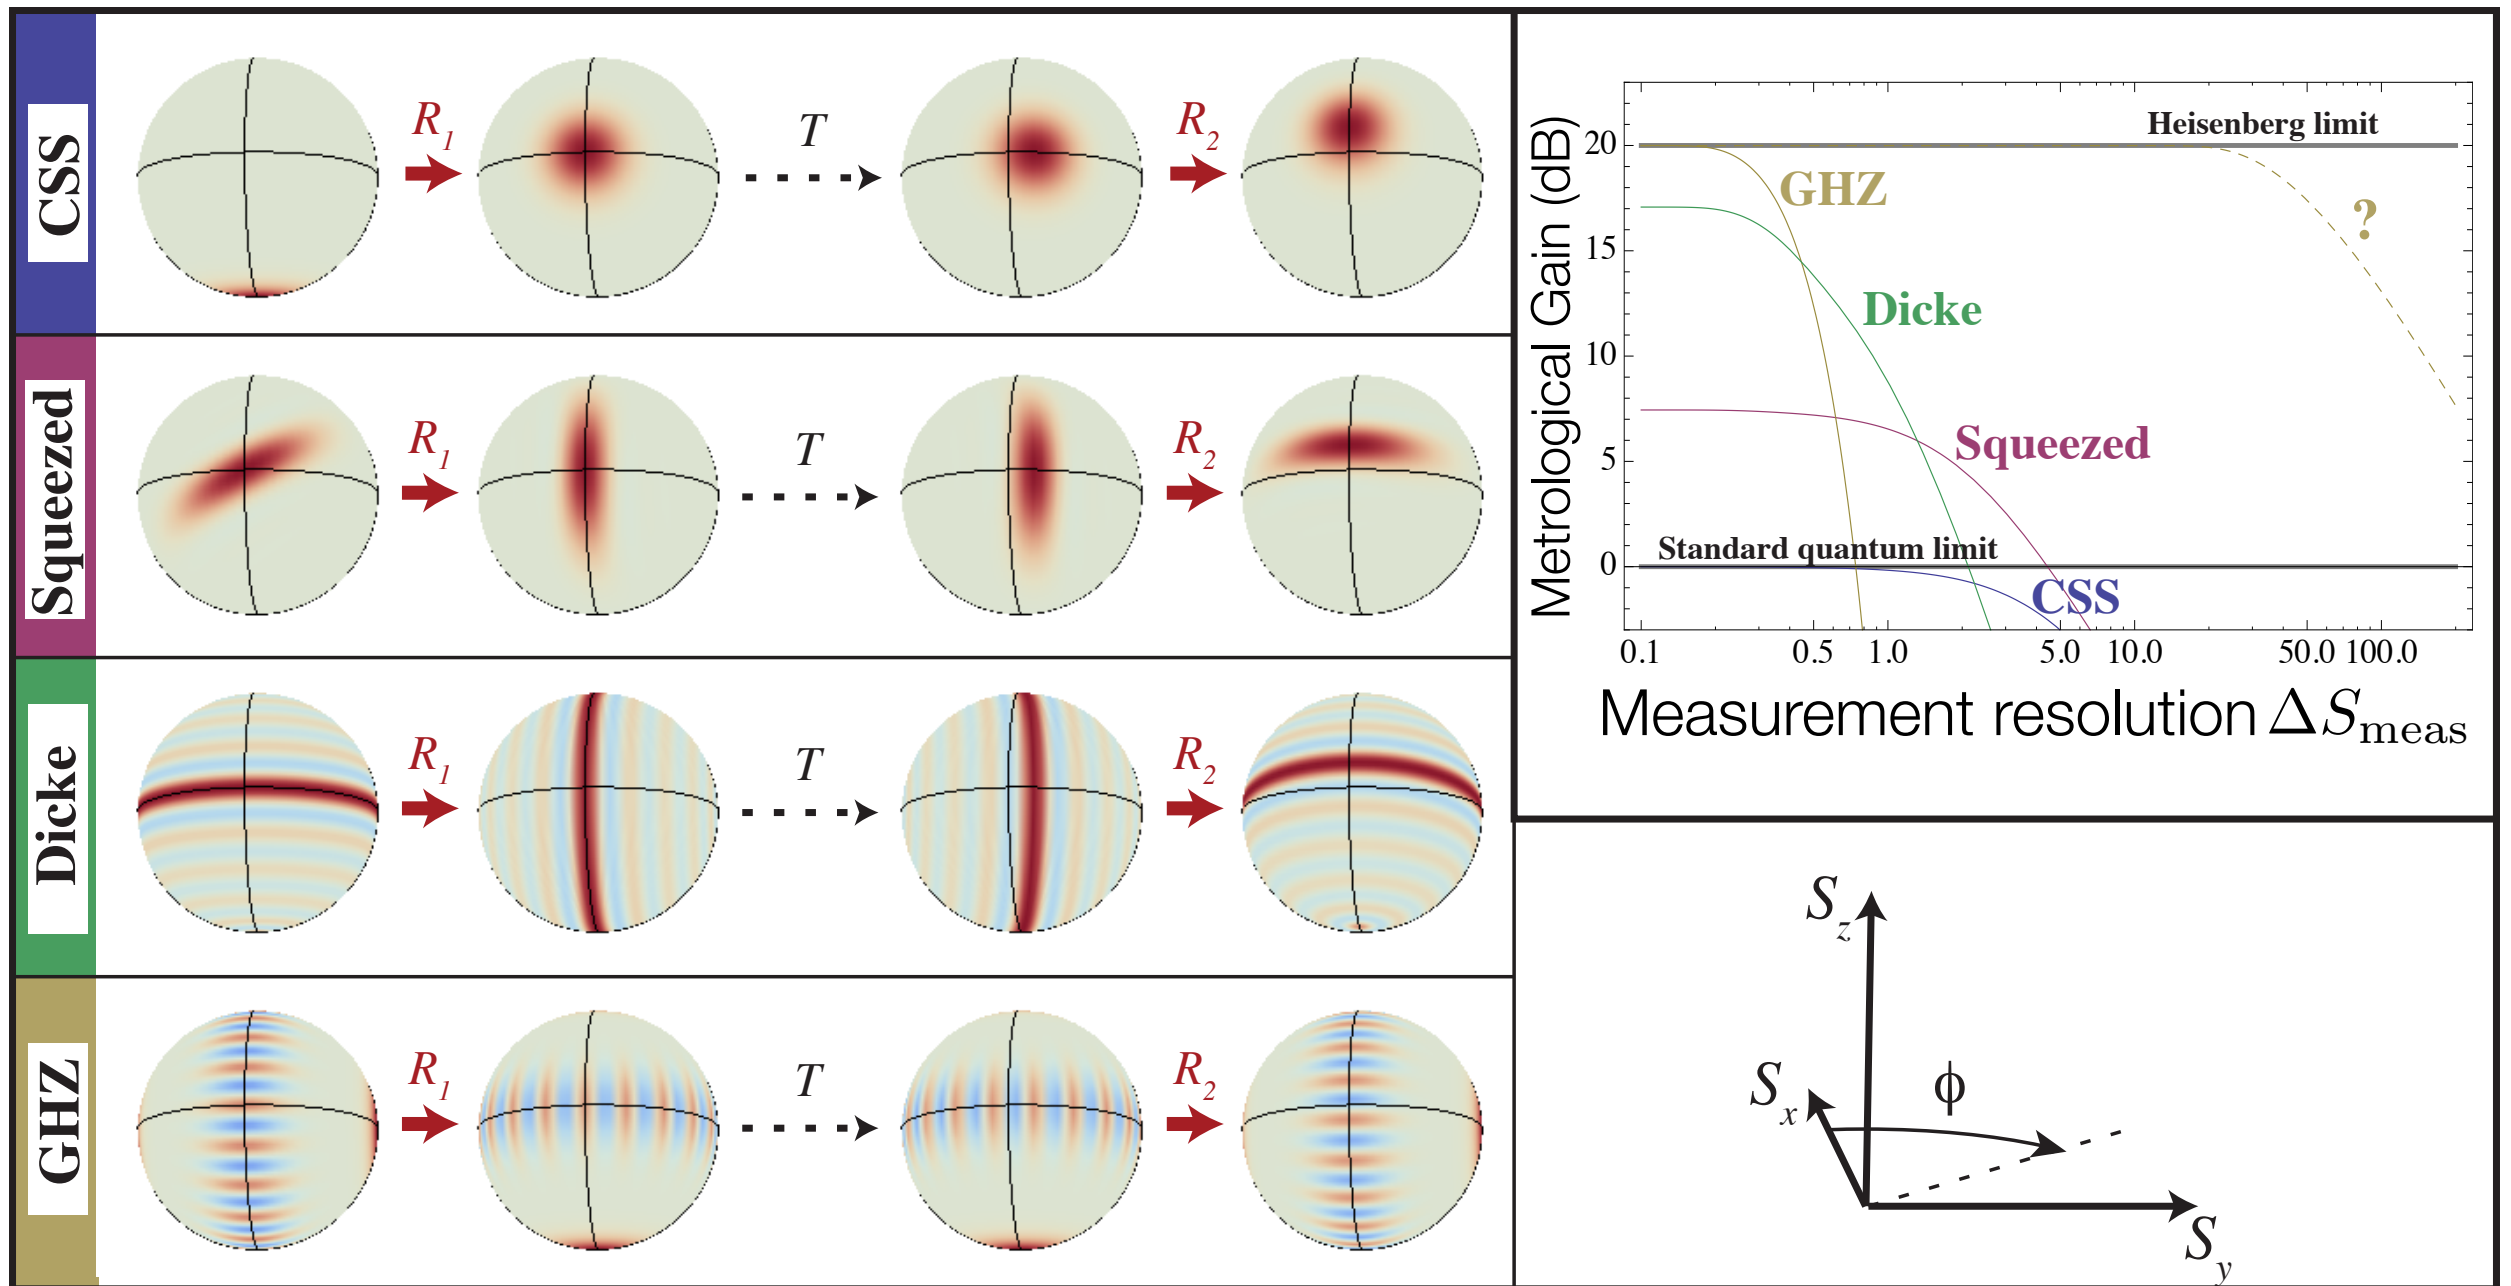 CSS
R1
T
R2
Squeezed
R1
T
R2
Dicke
R1
T
R2
GHZ
R1
T
R2
Metrological Gain (dB)
20
15
10
5
0
Heisenberg limit
GHZ
?
Dicke
Squeezed
Standard quantum limit
CSS
0.1 0.5 1.0 5.0 10.0 50.0 100.0
Measurement resolution ΔSmeas
Sz
Sx
ϕ
Sy